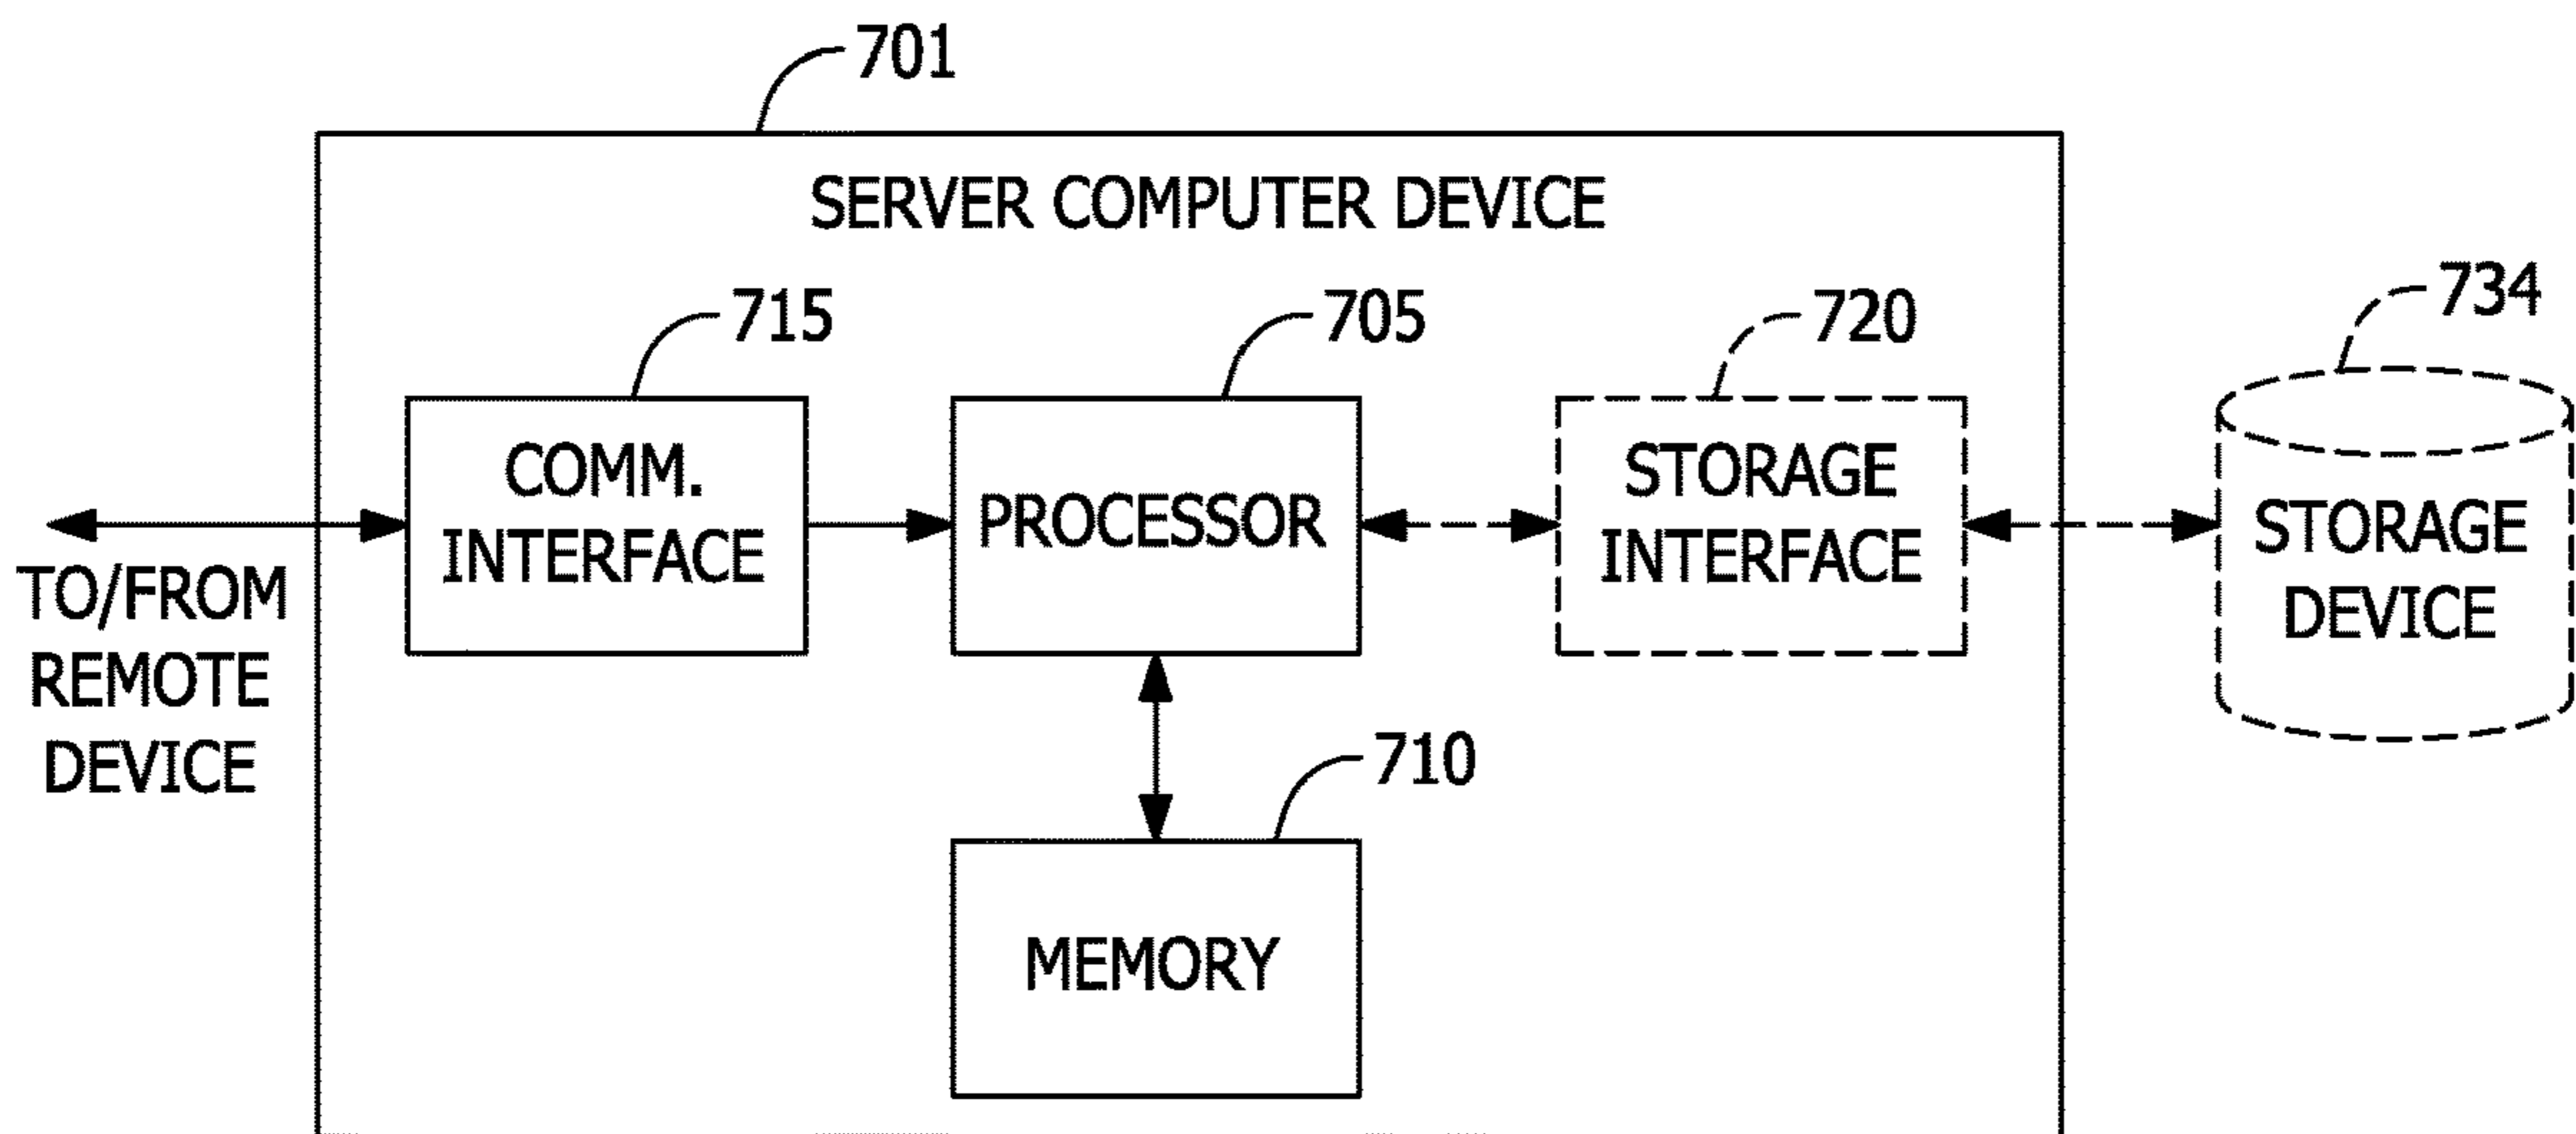 701
SERVER COMPUTER DEVICE
715
705
720
734
COMM.
INTERFACE
PROCESSOR
STORAGE
INTERFACE
STORAGE
DEVICE
TO/FROM
REMOTE
DEVICE
710
MEMORY